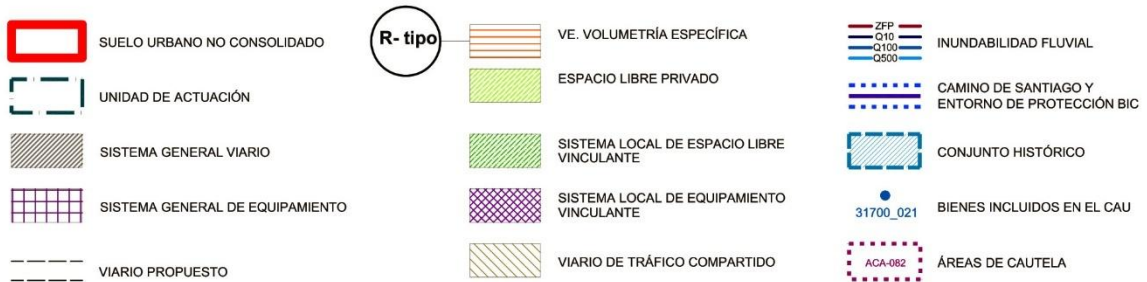 SUELO URBANO NO CONSOLIDADO
UNIDAD DE ACTUACIÓN
SISTEMA GENERAL VIARIO
SISTEMA GENERAL DE EQUIPAMIENTO
VIARIO PROPUESTO
R- tipo
VE. VOLUMETRÍA ESPECÍFICA
ESPACIO LIBRE PRIVADO
SISTEMA LOCAL DE ESPACIO LIBRE
VINCULANTE
SISTEMA LOCAL DE EQUIPAMIENTO
VINCULANTE
VIARIO DE TRÁFICO COMPARTIDO
ZFP
Q10
Q100
Q500
INUNDABILIDAD FLUVIAL
CAMINO DE SANTIAGO Y
ENTORNO DE PROTECCIÓN BIC
CONJUNTO HISTÓRICO
31700_021
BIENES INCLUIDOS EN EL CAU
ACA-082
ÁREAS DE CAUTELA